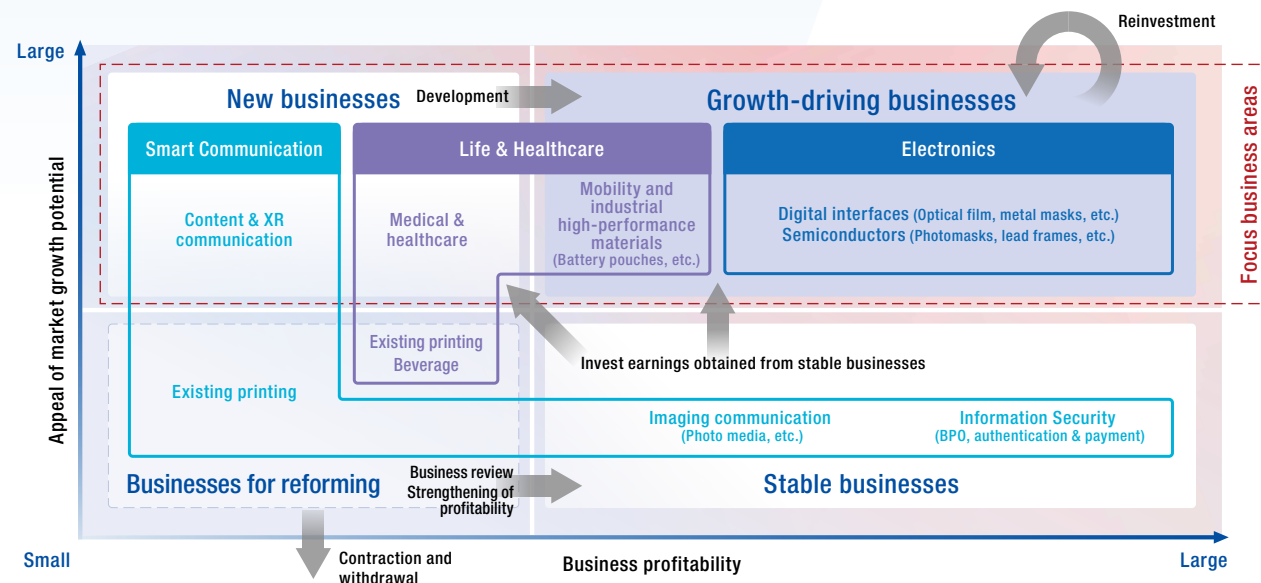 Reinvestment
Large
New businesses
Development
Growth-driving businesses
Smart Communication
Life & Healthcare
Electronics
Content & XR
communication
Medical &
healthcare
Mobility and
industrial
high-performance
materials
(Battery pouches, etc.)
Digital interfaces (Optical film, metal masks, etc.)
Semiconductors (Photomasks, lead frames, etc.)
Focus business areas
Appeal of market growth potential
Existing printing
Beverage
Invest earnings obtained from stable businesses
Existing printing
Imaging communication
(Photo media, etc.)
Information Security
(BPO, authentication & payment)
Businesses for reforming
Business review
Strengthening of
profitability
Stable businesses
Small
Contraction and
withdrawal
Business profitability
Large